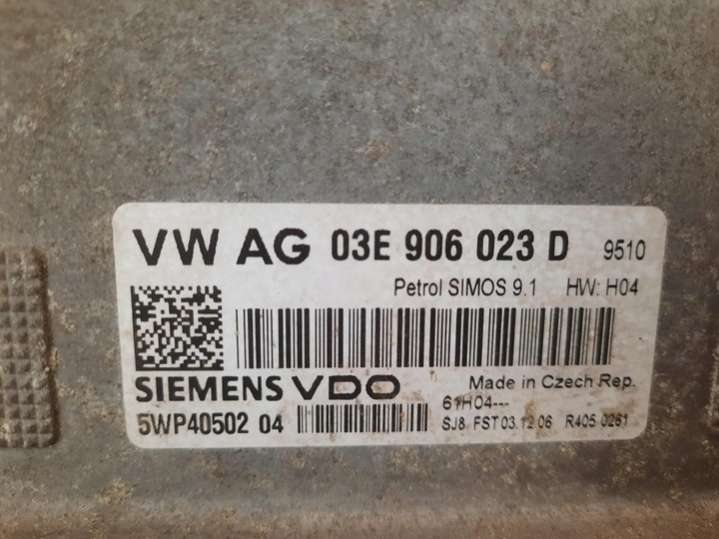 VW AG 03E 906 023 D 9510
Petrol SIMOS 9.1 HW: H04
SIEMENS VDO Made in Czech Rep.
5WP40502 04 61H04---
SJ8 FST 03.12.06 R405 0261